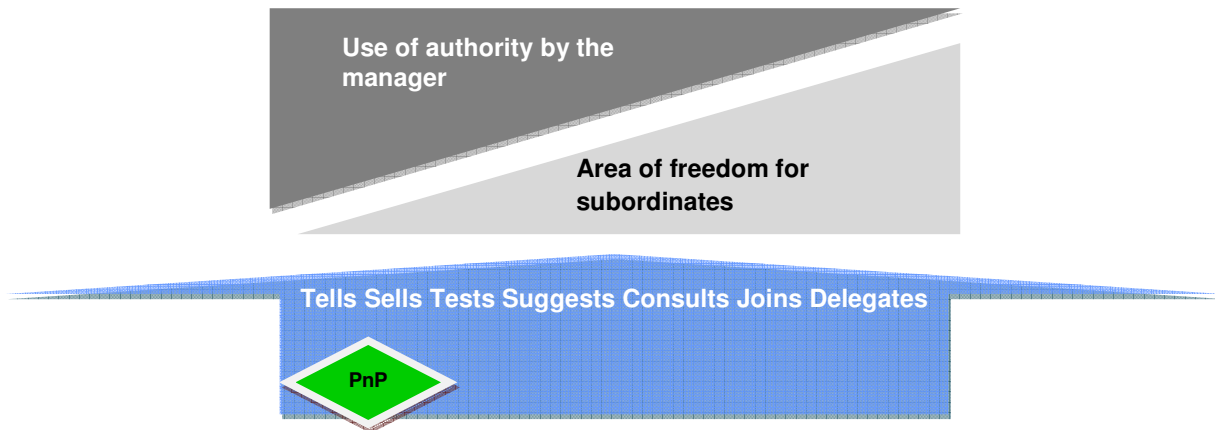 Use of authority by the
manager
Area of freedom for
subordinates
Tells Sells Tests Suggests Consults Joins Delegates
PnP